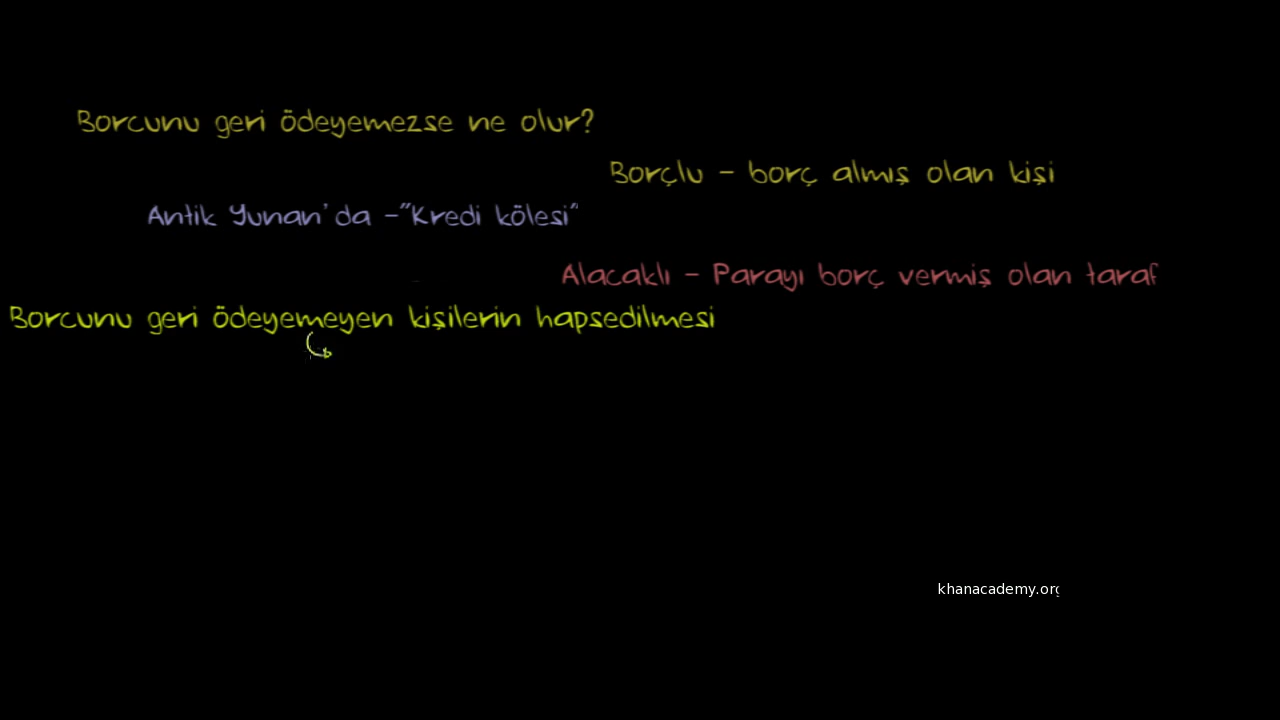 Borcunu geri ödeyemezse ne olur?
Borçlu - borç almış olan kişi
Antik Yunan'da -"Kredi kölesi"
Alacaklı - Parayı borç vermiş olan taraf
Borcunu geri ödeyemeyen kişilerin hapsedilmesi
khanacademy.org